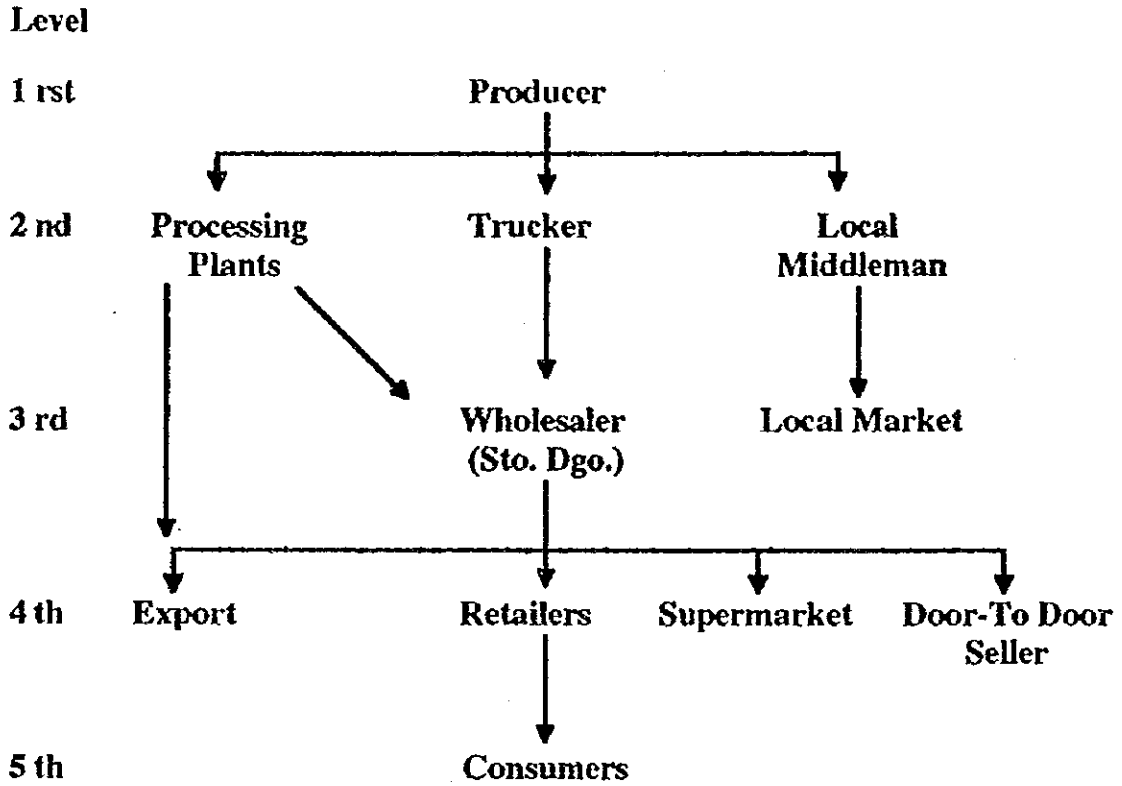 Level
1 rst Producer
2 nd Processing Trucker Local
Plants Middleman
3 rd Wholesaler Local Market
(Sto. Dgo.)
4 th Export Retailers Supermarket Door-To Door
Seller
5 th Consumers